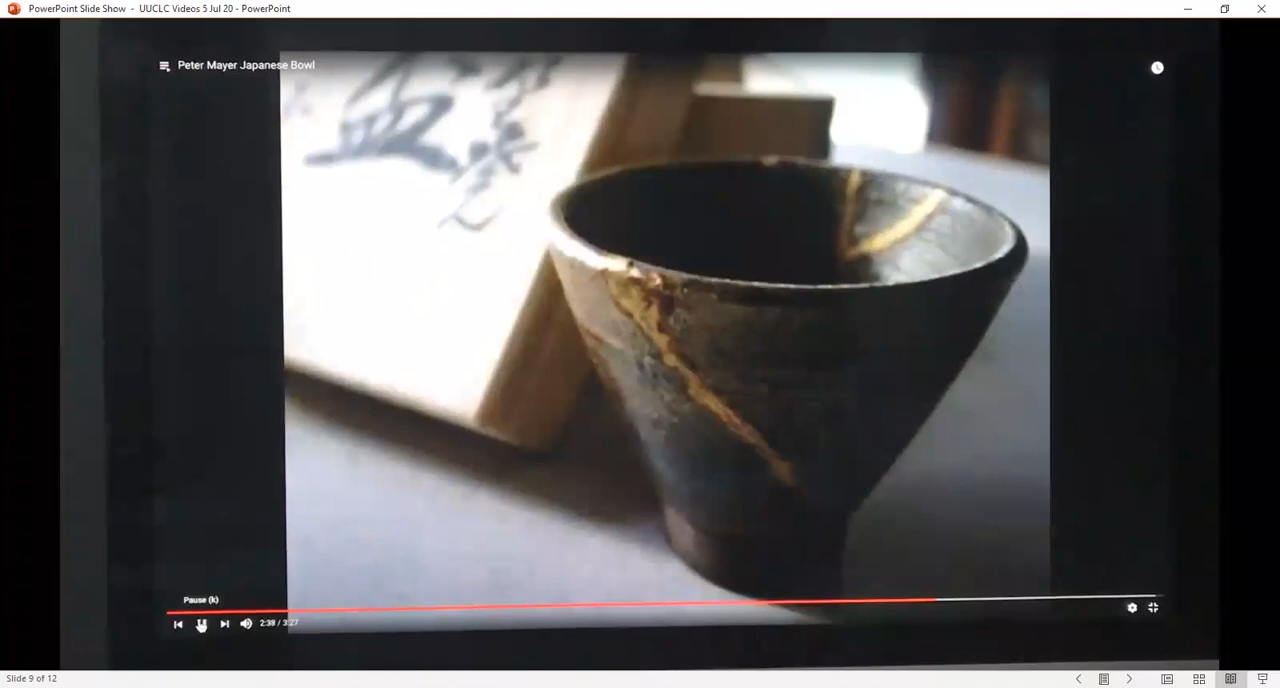 PowerPoint Slide Show - UUCLC Videos 5 Jul 20 - PowerPoint
Peter Mayer Japanese Bowl
Pause (k)
2:38 / 3:27
Slide 9 of 12